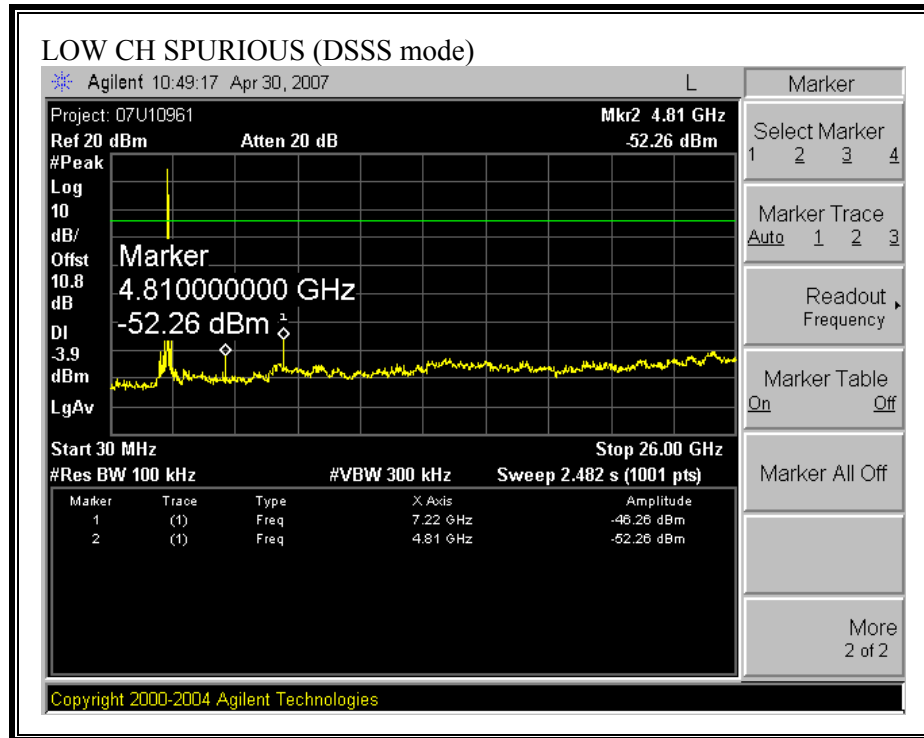 LOW CH SPURIOUS (DSSS mode)
Agilent 10:49:17 Apr 30, 2007 L
Project: 07U10961 Mkr2 4.81 GHz
Ref 20 dBm Atten 20 dB -52.26 dBm
#Peak
Log
10
dB/
Offst
10.8
dB
DI
-3.9
dBm
LgAv
Marker
4.810000000 GHz
-52.26 dBm
1
Start 30 MHz Stop 26.00 GHz
#Res BW 100 kHz #VBW 300 kHz Sweep 2.482 s (1001 pts)
Marker Trace Type X Axis Amplitude
1 (1) Freq 7.22 GHz -46.26 dBm
2 (1) Freq 4.81 GHz -52.26 dBm
Marker
Select Marker
1 2 3 4
Marker Trace
Auto 1 2 3
Readout
Frequency
Marker Table
On Off
Marker All Off
More
2 of 2
Copyright 2000-2004 Agilent Technologies